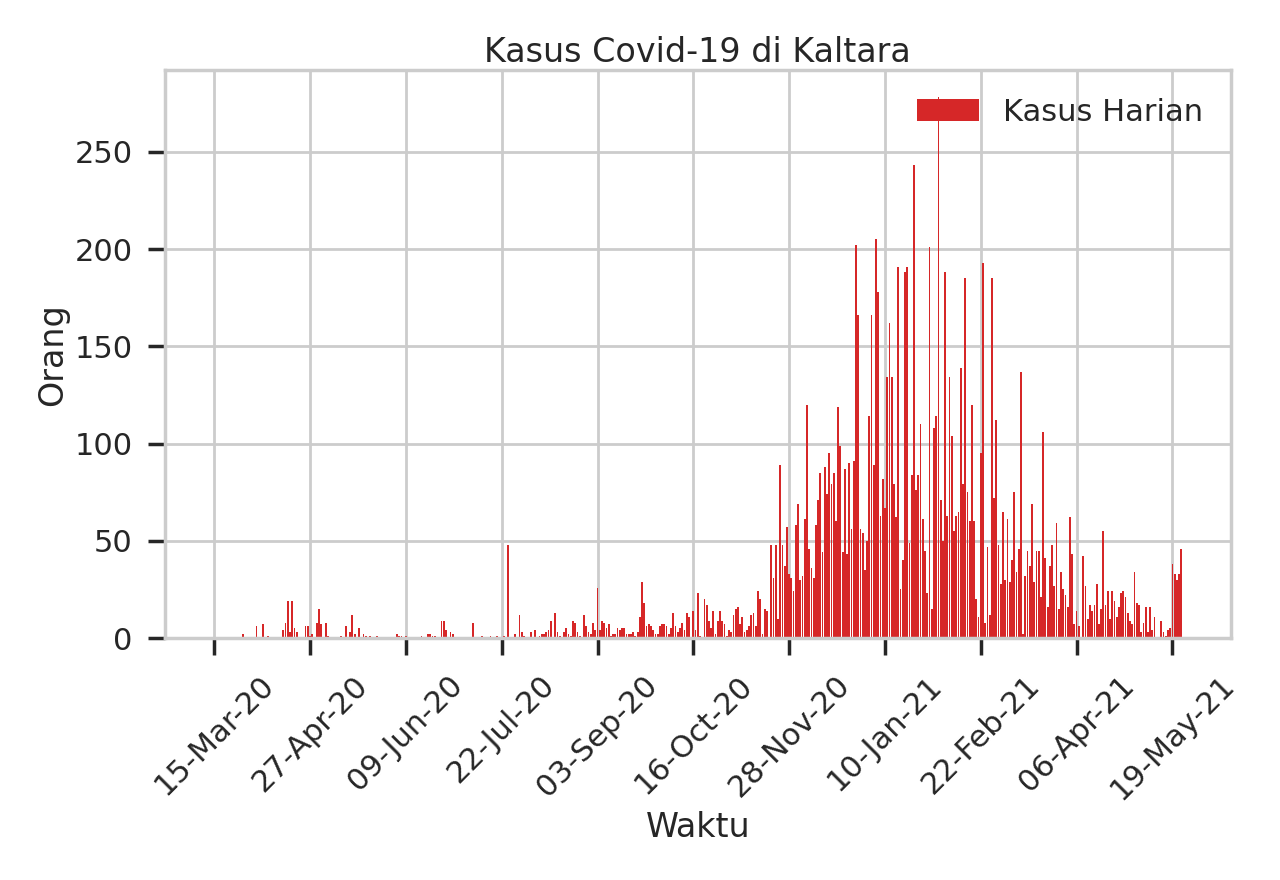 Kasus Covid-19 di Kaltara
Kasus Harian
Orang
250
200
150
100
50
0
15-Mar-20
27-Apr-20
09-Jun-20
22-Jul-20
03-Sep-20
16-Oct-20
28-Nov-20
10-Jan-21
22-Feb-21
06-Apr-21
19-May-21
Waktu